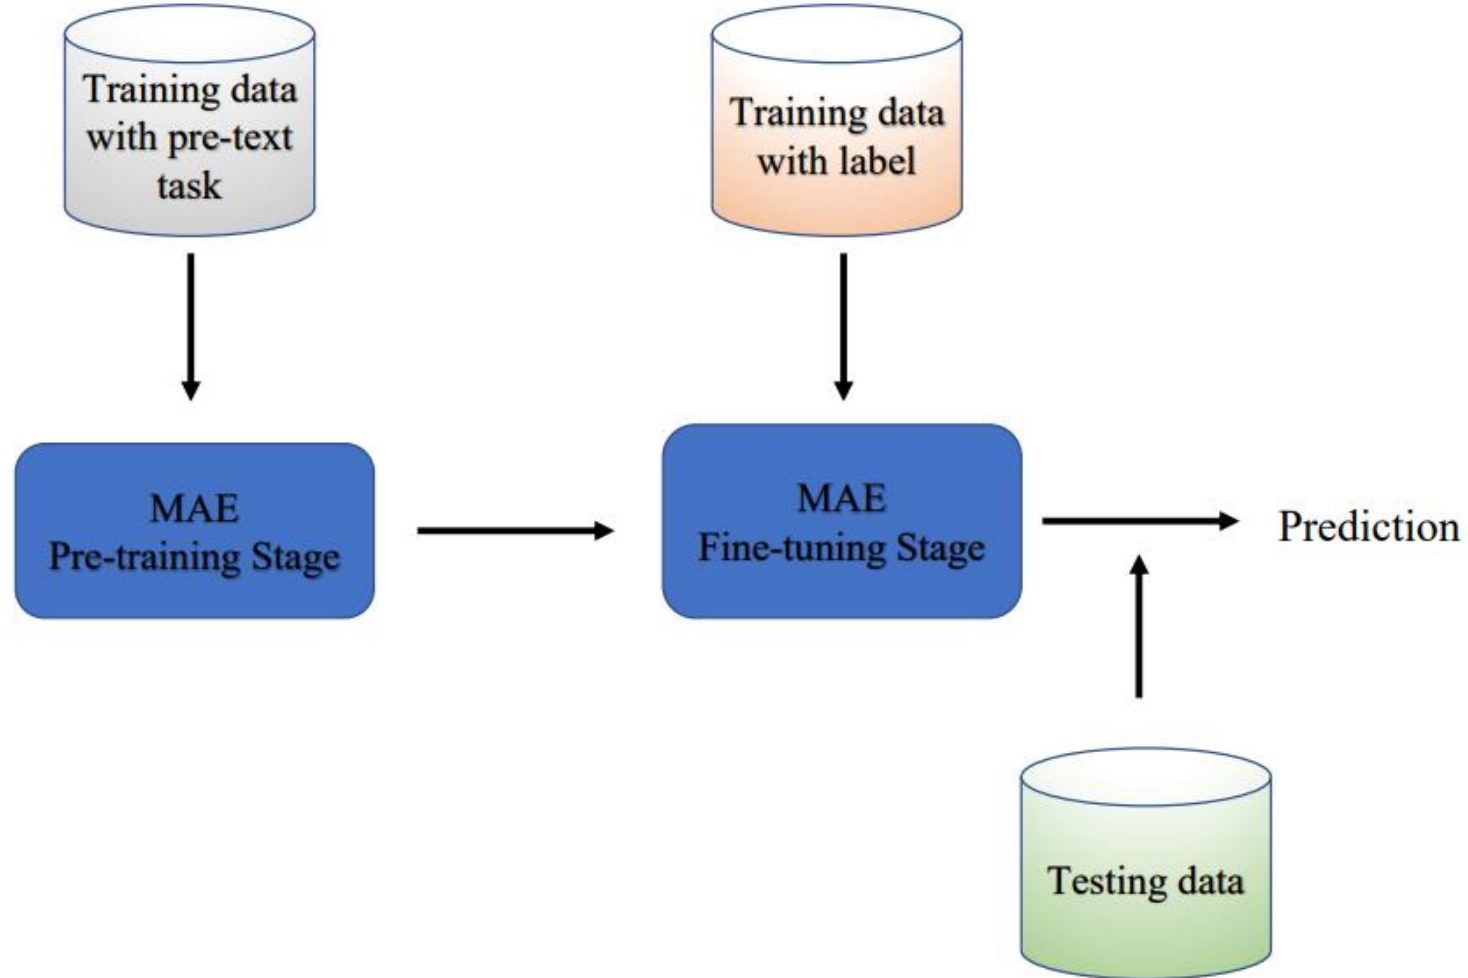 Training data
with pre-text
task
Training data
with label
MAE
Pre-training Stage
MAE
Fine-tuning Stage
Prediction
Testing data